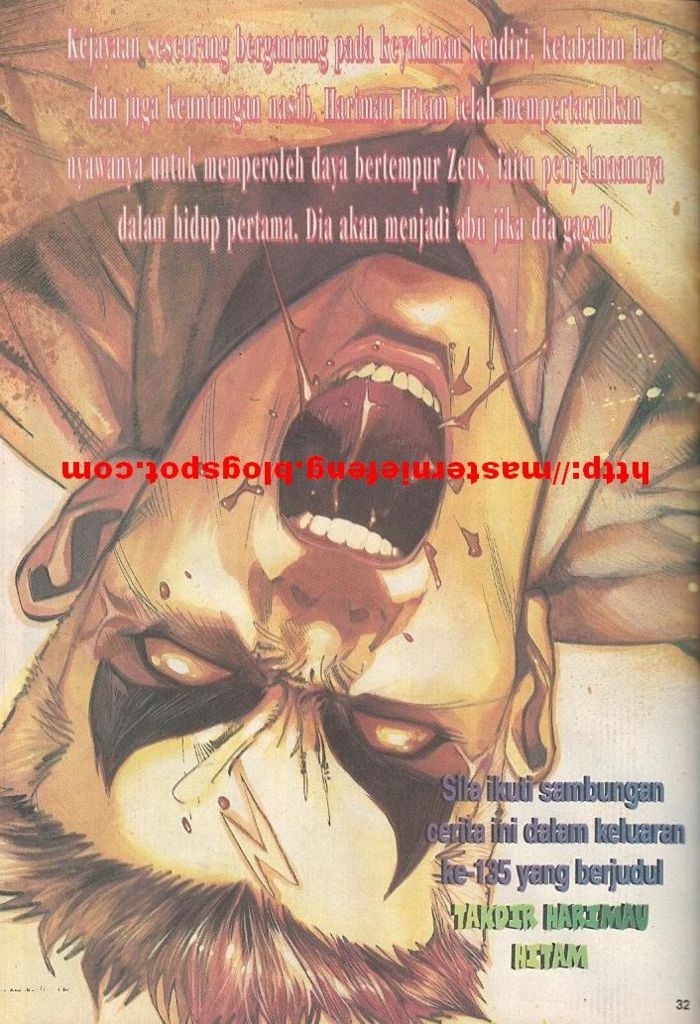 Kejayaan seseorang bergantung pada keyakinan kendiri, ketabahan hati
dan juga keuntungan nasib. Harimau Hitam telah mempertaruhkan
nyawanya untuk memperoleh daya bertempur Zeus, iaitu penjelmaannya
dalam hidup pertama. Dia akan menjadi abu jika dia gagal!
http://masterniefeng.blogspot.com
Sila ikuti sambungan
cerita ini dalam keluaran
ke-135 yang berjudul
TAKDIR HARIMAU
HITAM
32